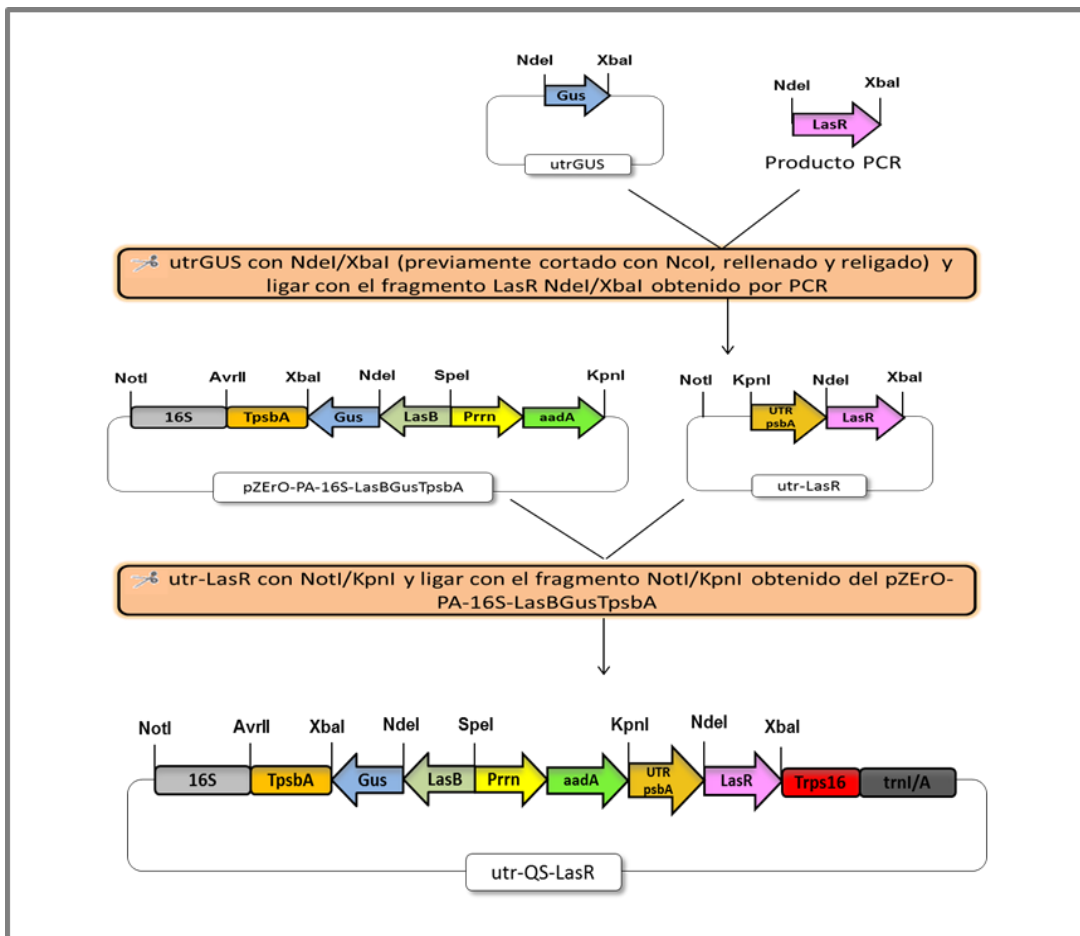 NdeI XbaI
Gus
utrGUS
NdeI XbaI
LasR
Producto PCR
utrGUS con NdeI/XbaI (previamente cortado con NcoI, rellenado y religado) y
ligar con el fragmento LasR NdeI/XbaI obtenido por PCR
NotI AvrII XbaI NdeI SpeI KpnI
16S TpsbA Gus LasB Prrn aadA
pZErO-PA-16S-LasBGusTpsbA
NotI KpnI NdeI XbaI
UTR
psbA
LasR
utr-LasR
utr-LasR con NotI/KpnI y ligar con el fragmento NotI/KpnI obtenido del pZErO-
PA-16S-LasBGusTpsbA
NotI AvrII XbaI NdeI SpeI KpnI NdeI XbaI
16S TpsbA Gus LasB Prrn aadA
UTR
psbA
LasR Trps16 trnI/A
utr-QS-LasR